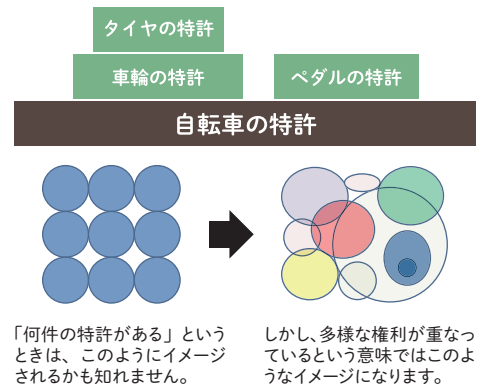 タイヤの特許
車輪の特許
ペダルの特許
自転車の特許
「何件の特許がある」という
ときは、このようにイメージ
されるかも知れません。
しかし、多様な権利が重なっ
ているという意味ではこのよ
うなイメージになります。